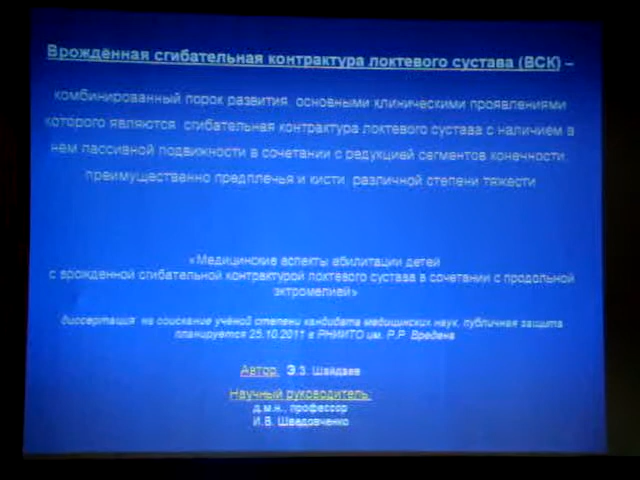 Врожденная сгибательная контрактура локтевого сустава (ВСК) –
комбинированный порок развития, основными клиническими проявлениями
которого являются сгибательная контрактура локтевого сустава с наличием в
нем пассивной подвижности в сочетании с редукцией сегментов конечности,
преимущественно предплечья и кисти, различной степени тяжести
«Медицинские аспекты абилитации детей
с врожденной сгибательной контрактурой локтевого сустава в сочетании с продольной
эктромелией»
диссертация на соискание учёной степени кандидата медицинских наук, публичная защита
планируется 25.10.2011 в РНИИТО им. Р.Р. Вредена
Автор: Э.З. Шайдаев
Научный руководитель:
д.м.н., профессор
И.В. Шведовченко